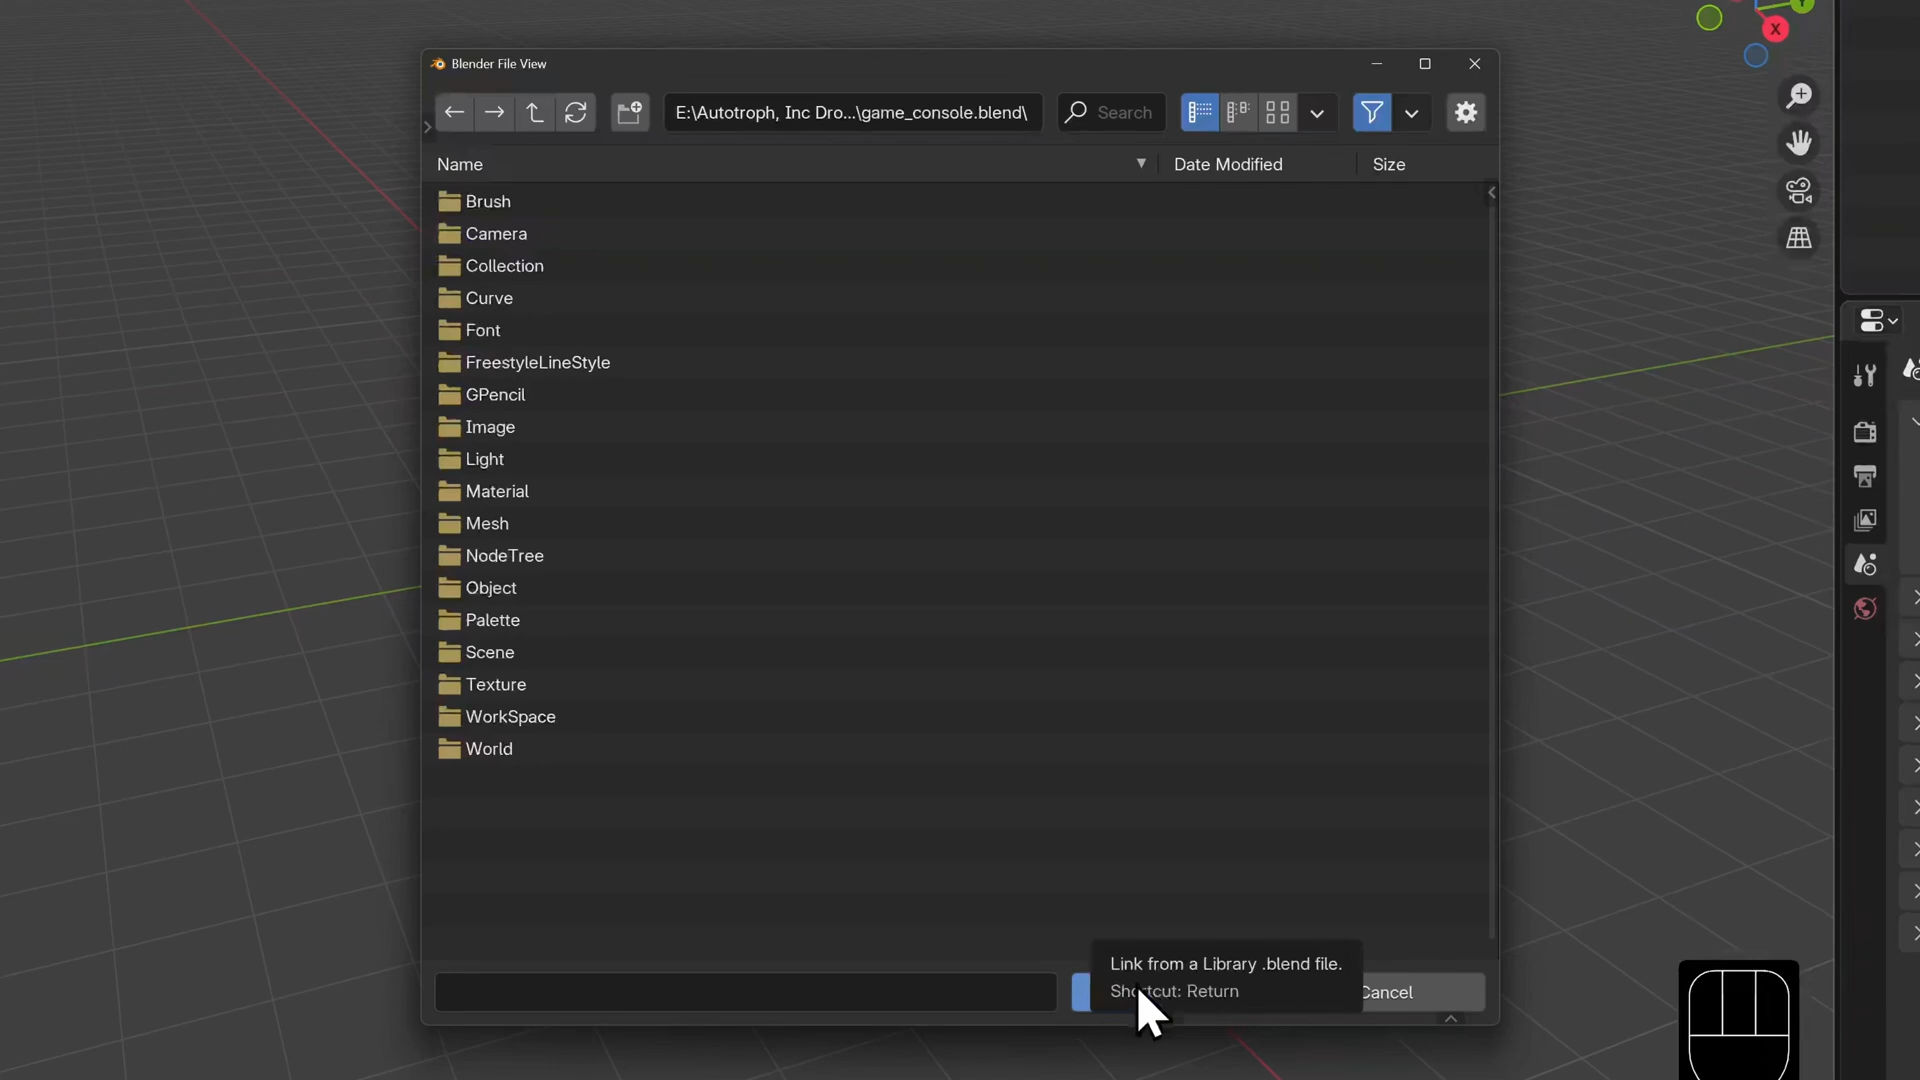 Blender File View
E:\Autotroph, Inc Dro...\game_console.blend\
Search
Name
Date Modified
Size
Brush
Camera
Collection
Curve
Font
FreestyleLineStyle
GPencil
Image
Light
Material
Mesh
NodeTree
Object
Palette
Scene
Texture
WorkSpace
World
Link from a Library .blend file.
Shortcut: Return
Cancel
X
Y